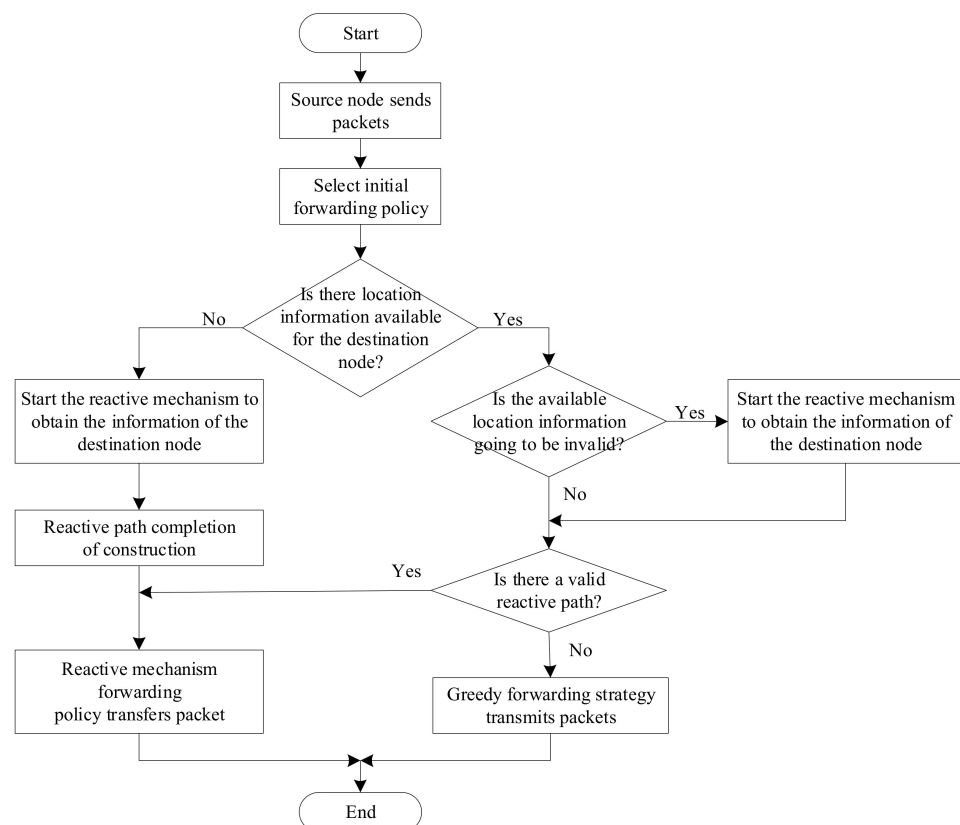 Start
Source node sends
packets
Select initial
forwarding policy
Is there location
information available
for the destination
node?
No
Yes
Start the reactive mechanism to
obtain the information of the
destination node
Is the available
location information
going to be invalid?
Yes
Start the reactive mechanism
to obtain the information of
the destination node
No
Reactive path completion
of construction
Yes
Is there a valid
reactive path?
No
Reactive mechanism
forwarding
policy transfers packet
Greedy forwarding strategy
transmits packets
End